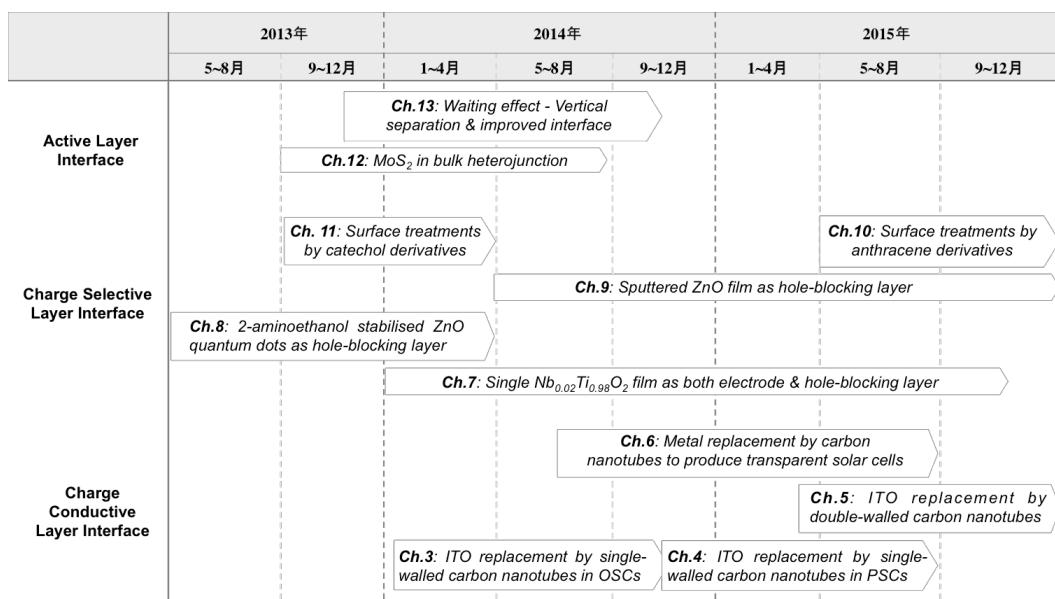 2013年
2014年
2015年
5~8月
9~12月
1~4月
5~8月
9~12月
1~4月
5~8月
9~12月
Active Layer
Interface
Ch.13: Waiting effect - Vertical
separation & improved interface
Ch.12: MoS2 in bulk heterojunction
Charge Selective
Layer Interface
Ch. 11: Surface treatments
by catechol derivatives
Ch.10: Surface treatments by
anthracene derivatives
Ch.9: Sputtered ZnO film as hole-blocking layer
Ch.8: 2-aminoethanol stabilised ZnO
quantum dots as hole-blocking layer
Ch.7: Single Nb0.02Ti0.98O2 film as both electrode & hole-blocking layer
Charge
Conductive
Layer Interface
Ch.6: Metal replacement by carbon
nanotubes to produce transparent solar cells
Ch.5: ITO replacement by
double-walled carbon nanotubes
Ch.3: ITO replacement by single-
walled carbon nanotubes in OSCs
Ch.4: ITO replacement by single-
walled carbon nanotubes in PSCs